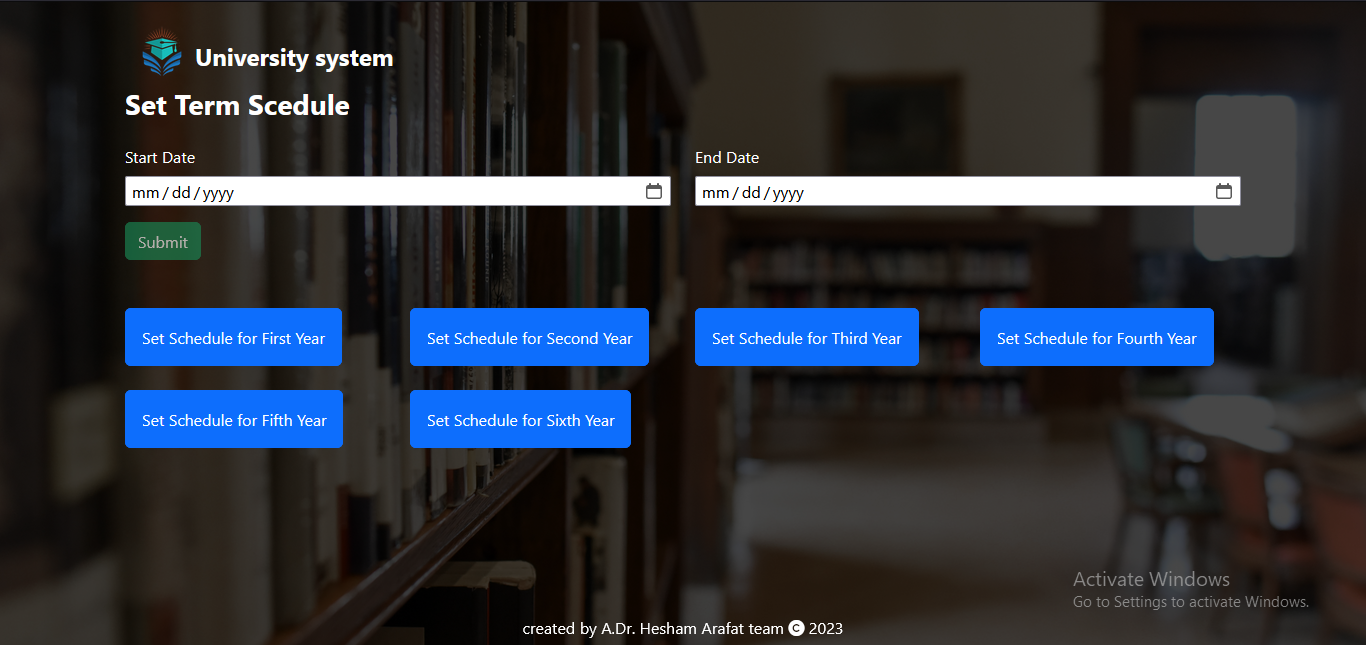 University system
Set Term Scedule
Start Date End Date
mm/dd/yyyy mm/dd/yyyy
Submit
Set Schedule for First Year Set Schedule for Second Year Set Schedule for Third Year Set Schedule for Fourth Year
Set Schedule for Fifth Year Set Schedule for Sixth Year
Activate Windows
Go to Settings to activate Windows.
created by A.Dr. Hesham Arafat team © 2023